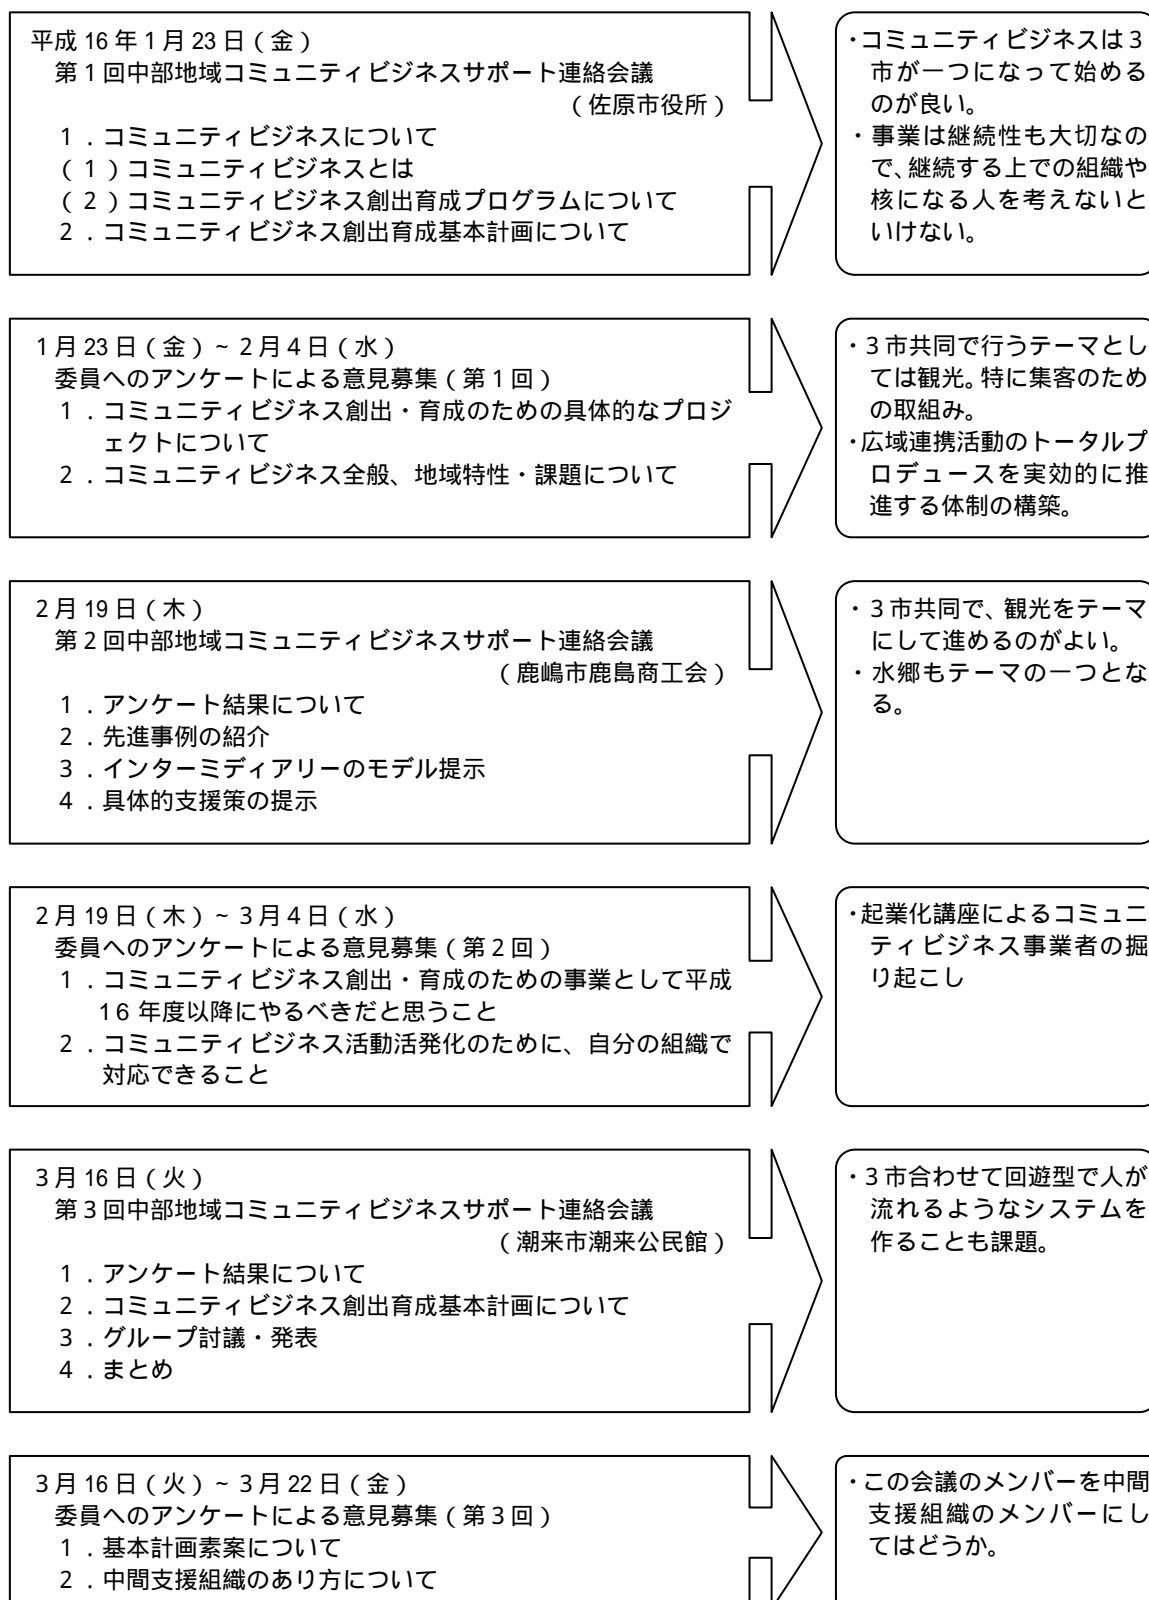 平成 16 年 1 月 23 日（金）
第１回中部地域コミュニティビジネスサポート連絡会議
（佐原市役所）
１．コミュニティビジネスについて
（１）コミュニティビジネスとは
（２）コミュニティビジネス創出育成プログラムについて
２．コミュニティビジネス創出育成基本計画について
・コミュニティビジネスは３
市が一つになって始める
のが良い。
・事業は継続性も大切なの
で、継続する上での組織や
核になる人を考えないと
いけない。
1 月 23 日（金）~ 2 月 4 日（水）
委員へのアンケートによる意見募集（第１回）
１．コミュニティビジネス創出・育成のための具体的なプロジ
ェクトについて
２．コミュニティビジネス全般、地域特性・課題について
・３市共同で行うテーマとし
ては観光。特に集客のため
の取組み。
・広域連携活動のトータルプ
ロデュースを実効的に推
進する体制の構築。
2 月 19 日（木）
第２回中部地域コミュニティビジネスサポート連絡会議
（鹿嶋市鹿島商工会）
１．アンケート結果について
２．先進事例の紹介
３．インターミディアリーのモデル提示
４．具体的支援策の提示
・３市共同で、観光をテーマ
にして進めるのがよい。
・水郷もテーマの一つとな
る。
2 月 19 日（木）~ 3 月 4 日（水）
委員へのアンケートによる意見募集（第２回）
１．コミュニティビジネス創出・育成のための事業として平成
１６年度以降にやるべきだと思うこと
２．コミュニティビジネス活動活発化のために、自分の組織で
対応できること
・起業化講座によるコミュニ
ティビジネス事業者の掘
り起こし
3 月 16 日（火）
第３回中部地域コミュニティビジネスサポート連絡会議
（潮来市潮来公民館）
１．アンケート結果について
２．コミュニティビジネス創出育成基本計画について
３．グループ討議・発表
４．まとめ
・３市合わせて回遊型で人が
流れるようなシステムを
作ることも課題。
3 月 16 日（火）~ 3 月 22 日（金）
委員へのアンケートによる意見募集（第３回）
１．基本計画素案について
２．中間支援組織のあり方について
・この会議のメンバーを中間
支援組織のメンバーにし
てはどうか。